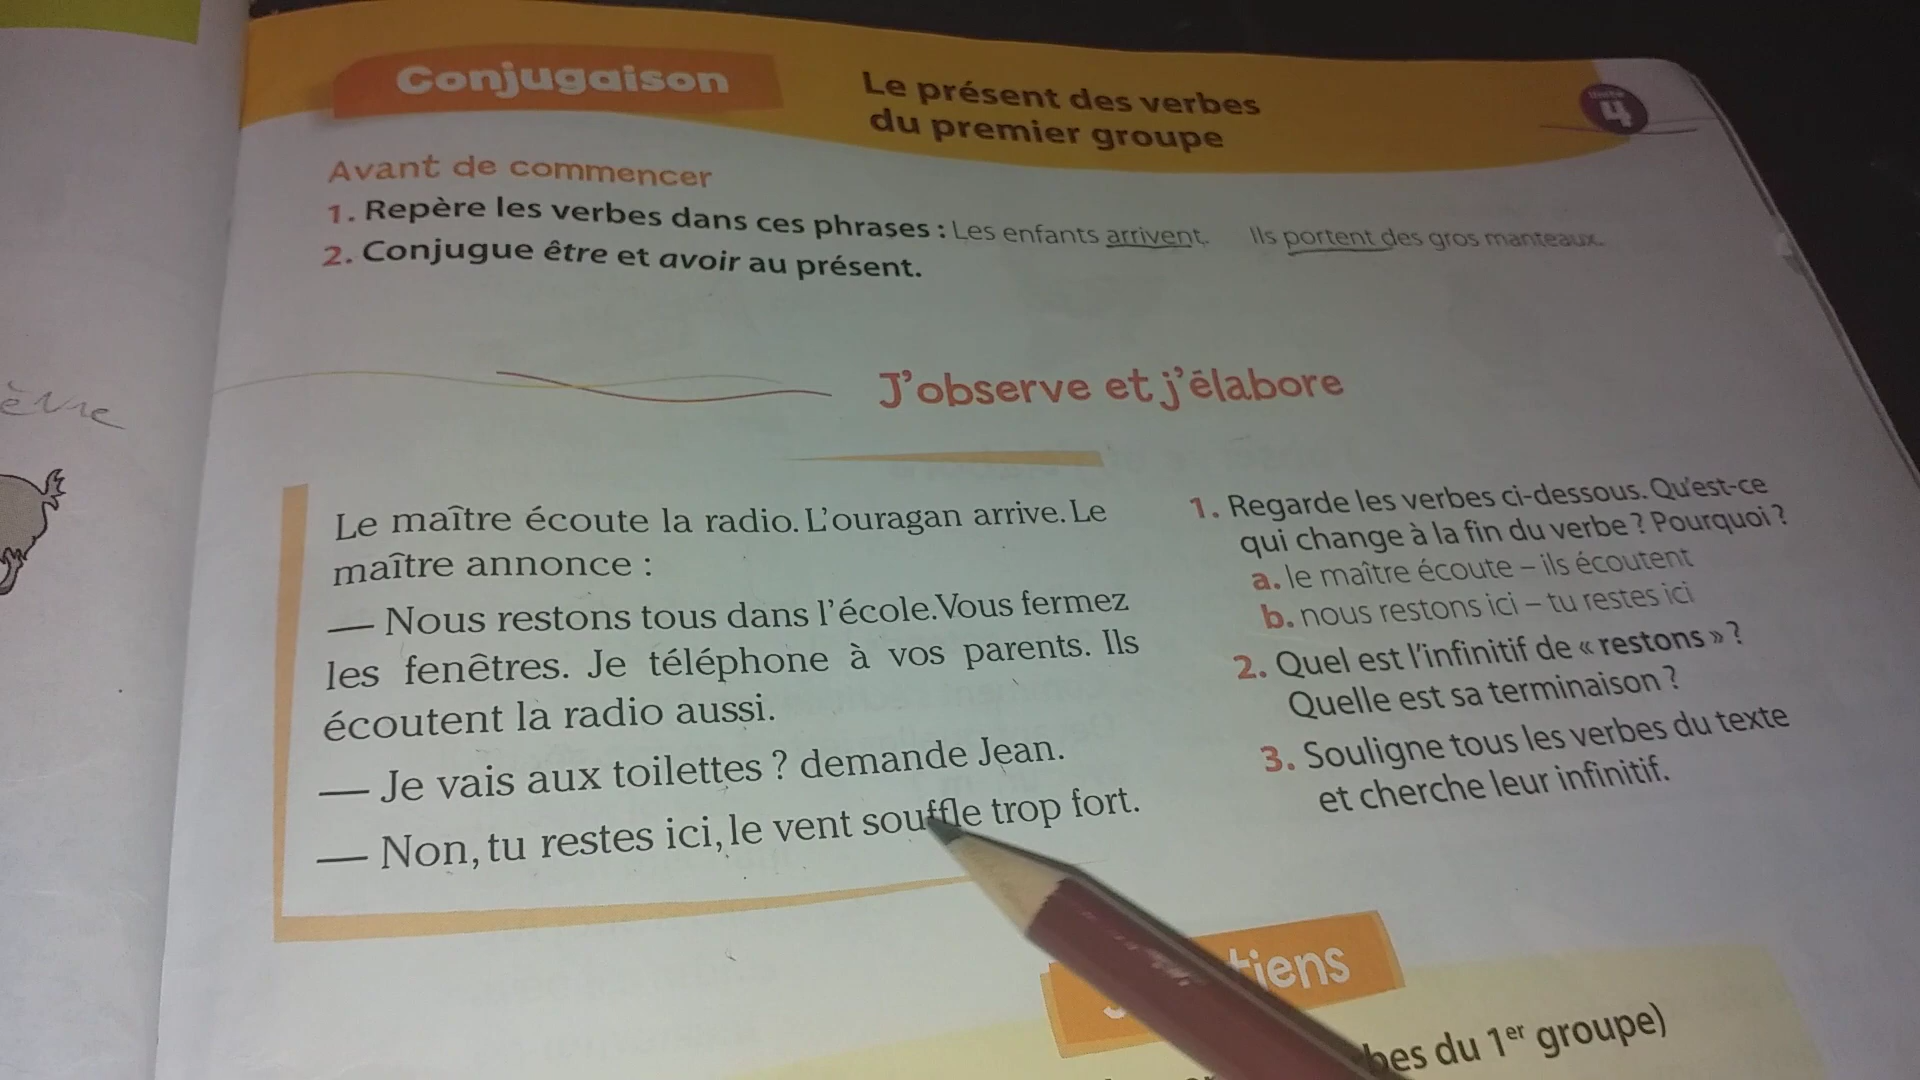 Conjugaison
Le présent des verbes
du premier groupe
4
Avant de commencer
1. Repère les verbes dans ces phrases : Les enfants arrivent. Ils portent des gros manteaux.
2. Conjugue être et avoir au présent.
J'observe et j'élabore
Le maître écoute la radio. L'ouragan arrive. Le
maître annonce :
— Nous restons tous dans l'école. Vous fermez
les fenêtres. Je téléphone à vos parents. Ils
écoutent la radio aussi.
— Je vais aux toilettes ? demande Jean.
— Non, tu restes ici, le vent souffle trop fort.
1. Regarde les verbes ci-dessous. Qu'est-ce
qui change à la fin du verbe ? Pourquoi ?
a. le maître écoute – ils écoutent
b. nous restons ici – tu restes ici
2. Quel est l'infinitif de « restons » ?
Quelle est sa terminaison ?
3. Souligne tous les verbes du texte
et cherche leur infinitif.
du 1er groupe)